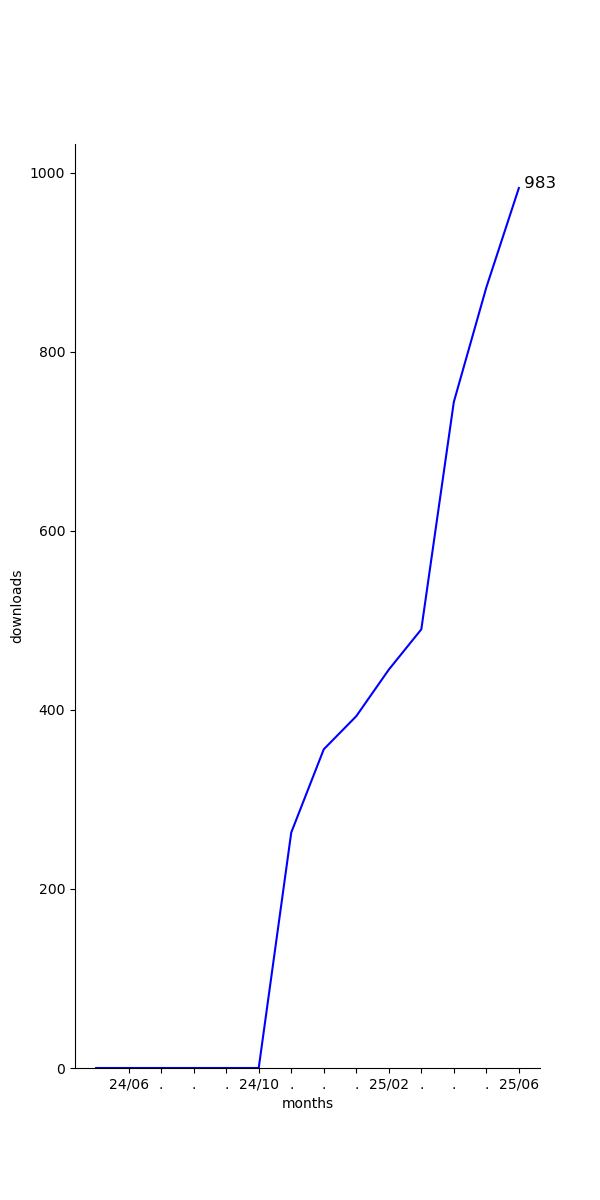 1000
983
800
600
downloads
400
200
0
24/06 . . . 24/10 . . . 25/02 . . . 25/06
months